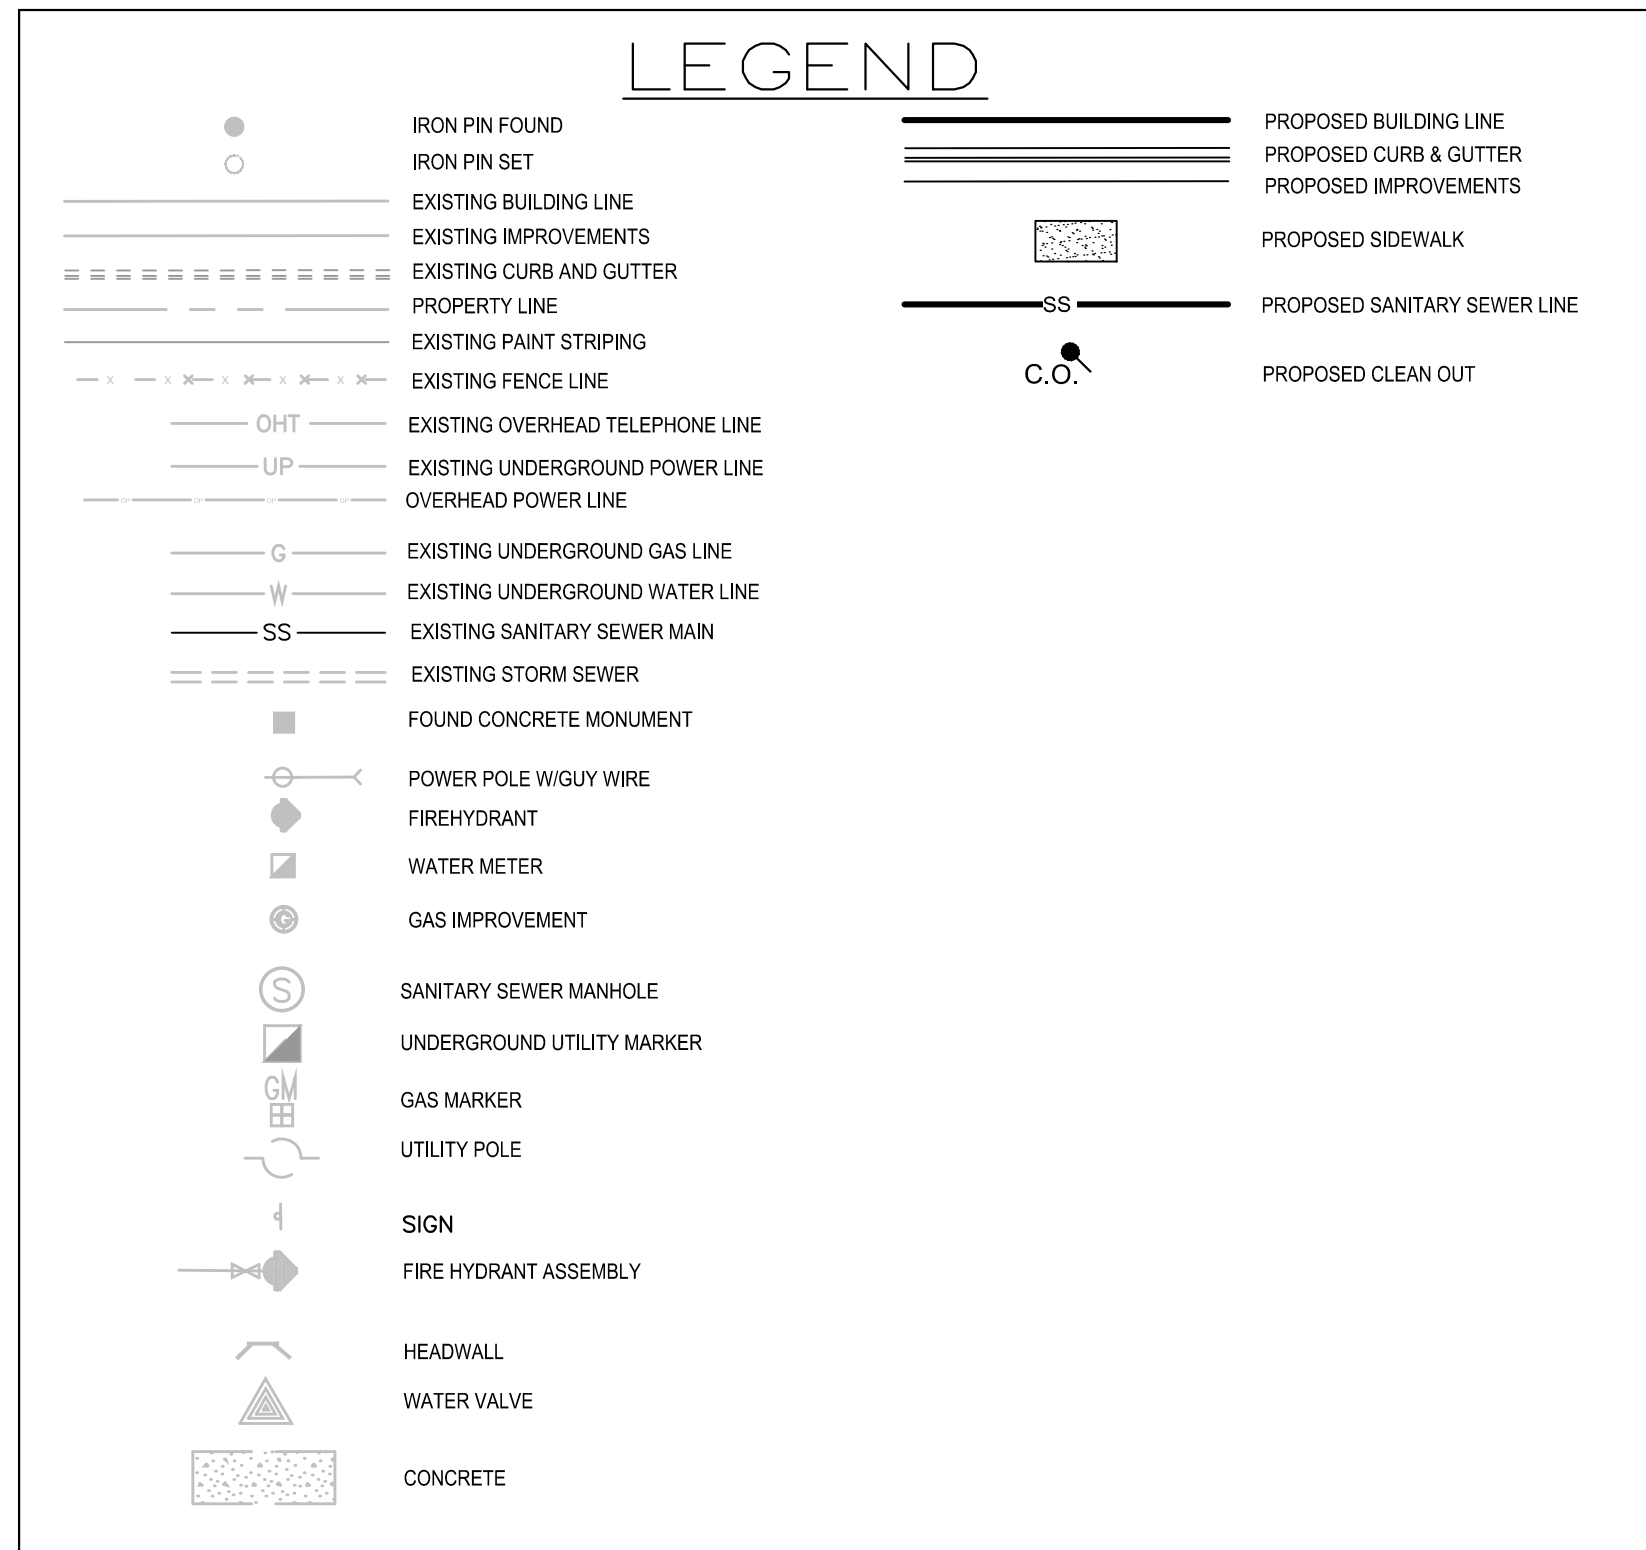 LEGEND
IRON PIN FOUND
IRON PIN SET
EXISTING BUILDING LINE
EXISTING IMPROVEMENTS
EXISTING CURB AND GUTTER
PROPERTY LINE
EXISTING PAINT STRIPING
X X X X X EXISTING FENCE LINE
OHT EXISTING OVERHEAD TELEPHONE LINE
UP EXISTING UNDERGROUND POWER LINE
OP OP OP OP OVERHEAD POWER LINE
G EXISTING UNDERGROUND GAS LINE
W EXISTING UNDERGROUND WATER LINE
SS EXISTING SANITARY SEWER MAIN
EXISTING STORM SEWER
FOUND CONCRETE MONUMENT
POWER POLE W/GUY WIRE
FIREHYDRANT
WATER METER
G GAS IMPROVEMENT
S SANITARY SEWER MANHOLE
UNDERGROUND UTILITY MARKER
GM GAS MARKER
UTILITY POLE
SIGN
FIRE HYDRANT ASSEMBLY
HEADWALL
WATER VALVE
CONCRETE
PROPOSED BUILDING LINE
PROPOSED CURB & GUTTER
PROPOSED IMPROVEMENTS
PROPOSED SIDEWALK
SS PROPOSED SANITARY SEWER LINE
C.O. PROPOSED CLEAN OUT